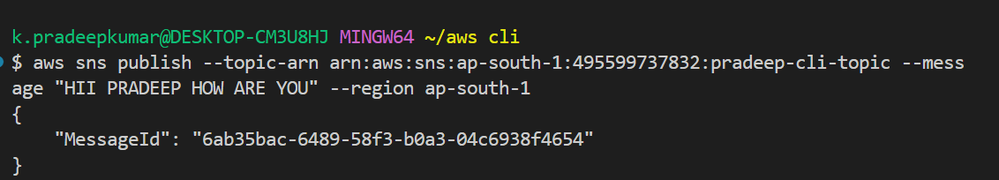 k.pradeepkumar@DESKTOP-CM3U8HJ MINGW64 ~/aws cli
$ aws sns publish --topic-arn arn:aws:sns:ap-south-1:495599737832:pradeep-cli-topic --mess
age "HII PRADEEP HOW ARE YOU" --region ap-south-1
{
    "MessageId": "6ab35bac-6489-58f3-b0a3-04c6938f4654"
}